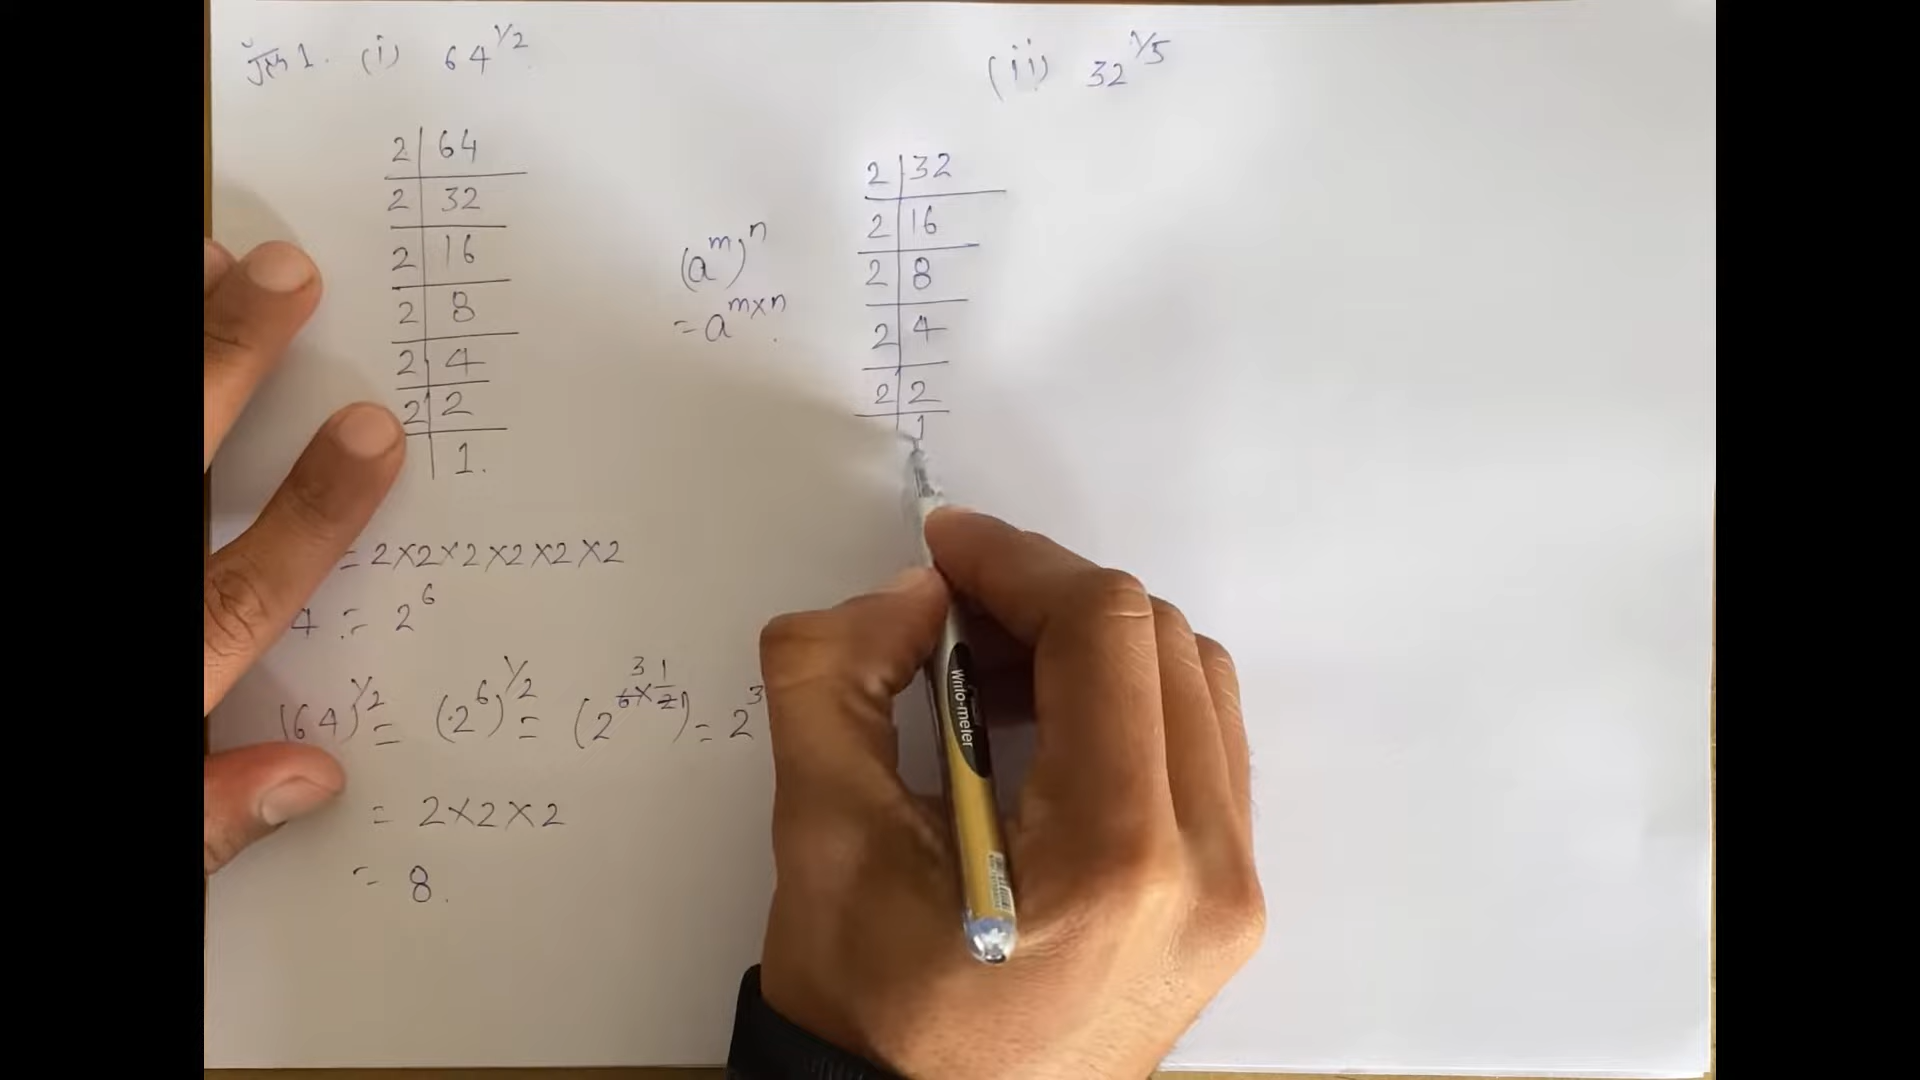 प्रश्न 1. (i) 64^1/2
2 | 64
2 | 32
2 | 16
2 | 8
2 | 4
2 | 2
1.
= 2×2×2×2×2×2
4 = 2^6
(64)^1/2 = (2^6)^1/2 = (2^6×1/2) = 2^3
= 2×2×2
= 8.
(a^m)^n
= a^m×n.
(ii) 32^1/5
2 | 32
2 | 16
2 | 8
2 | 4
2 | 2
1
Writo-meter